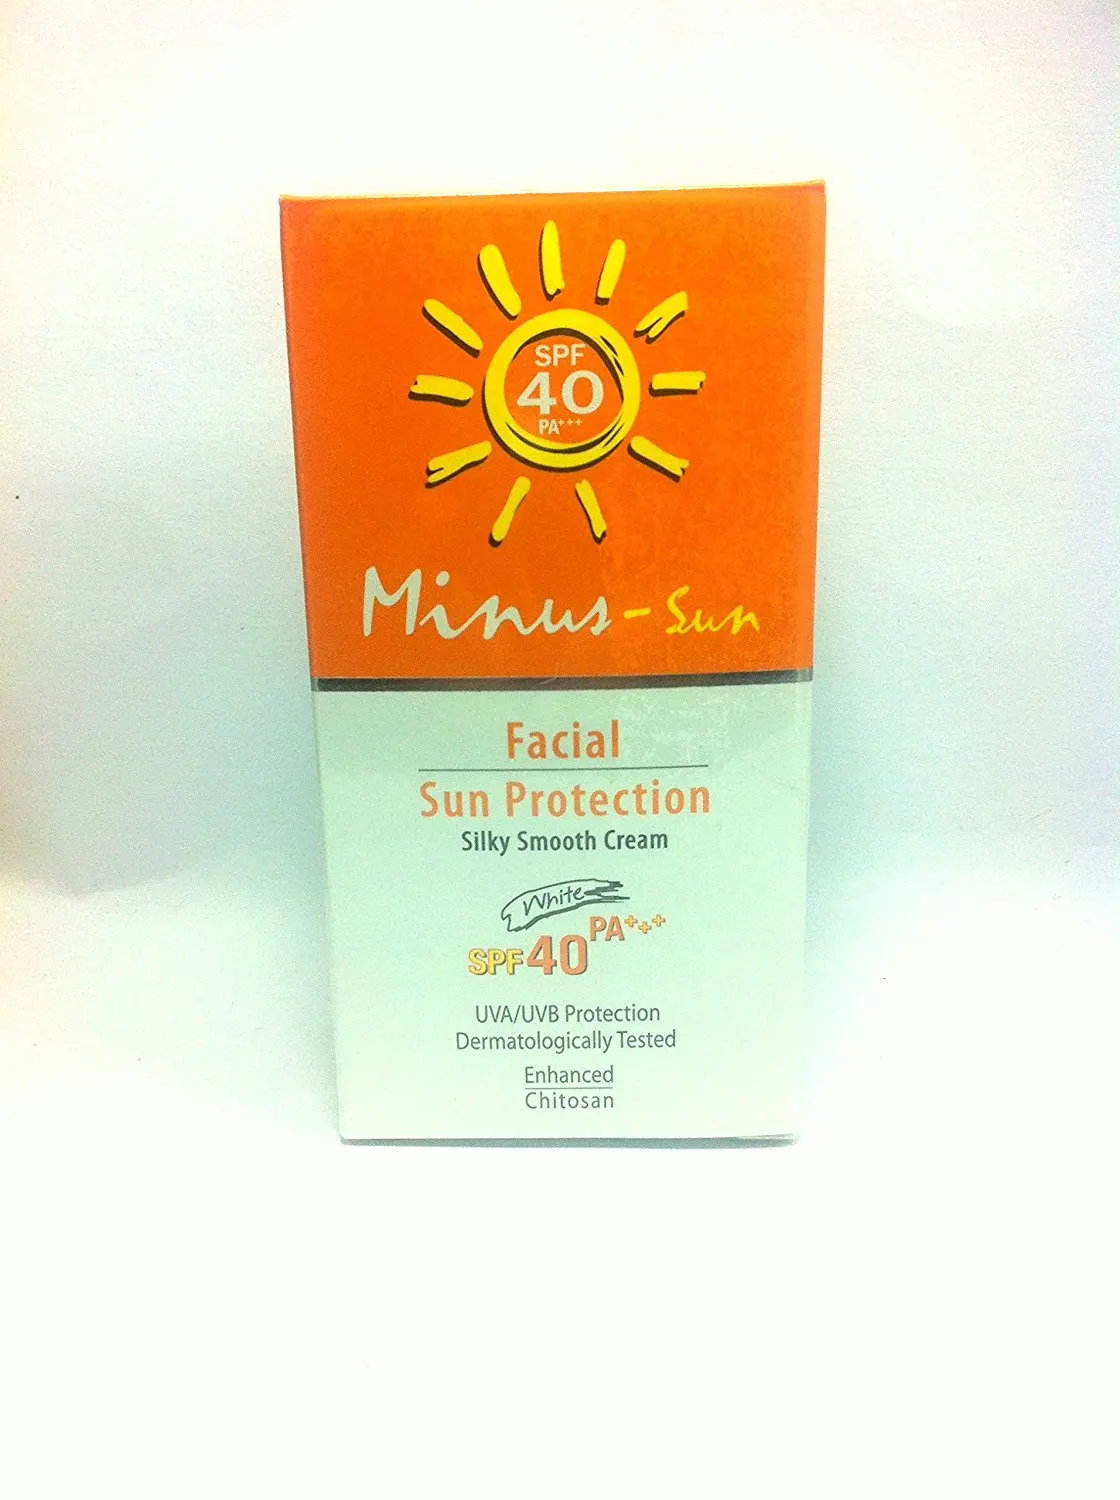 SPF
40
PA+++
Minus-Sun
Facial
Sun Protection
Silky Smooth Cream
White
SPF40PA+++
UVA/UVB Protection
Dermatologically Tested
Enhanced
Chitosan